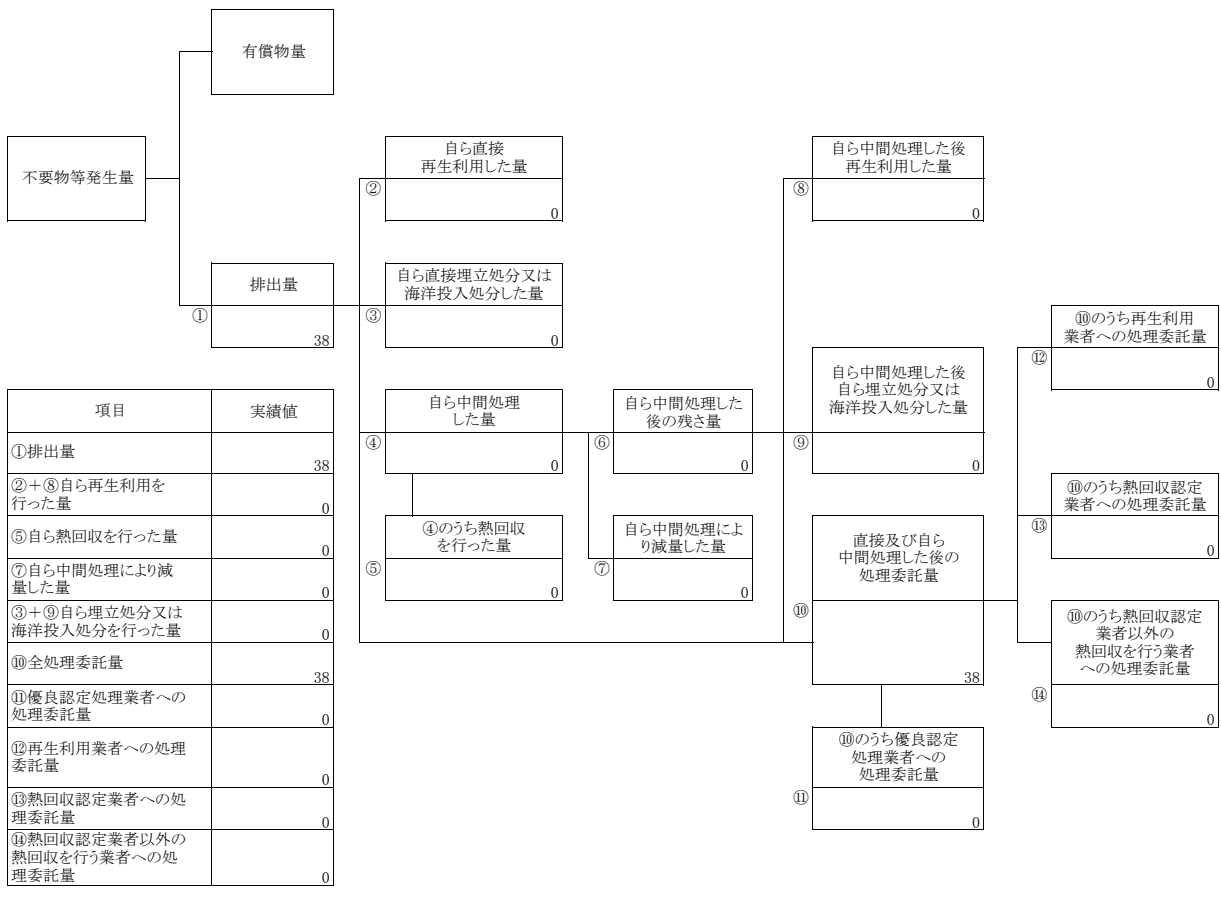 有償物量
不要物等発生量
自ら直接
再生利用した量
②
0
自ら中間処理した後
再生利用した量
⑧
0
排出量
①
38
自ら直接埋立処分又は
海洋投入処分した量
③
0
⑩のうち再生利用
業者への処理委託量
⑫
0
自ら中間処理
した量
④
0
自ら中間処理した
後の残さ量
⑥
0
自ら中間処理した後
自ら埋立処分又は
海洋投入処分した量
⑨
0
⑩のうち熱回収認定
業者への処理委託量
⑬
0
④のうち熱回収
を行った量
⑤
0
自ら中間処理によ
り減量した量
⑦
0
直接及び自ら
中間処理した後の
処理委託量
⑩
38
⑩のうち熱回収認定
業者以外の
熱回収を行う業者
への処理委託量
⑭
0
⑩のうち優良認定
処理業者への
処理委託量
⑪
0
項目
実績値
①排出量
38
②＋⑧自ら再生利用を
行った量
0
⑤自ら熱回収を行った量
0
⑦自ら中間処理により減
量した量
0
③＋⑨自ら埋立処分又は
海洋投入処分を行った量
0
⑩全処理委託量
38
⑪優良認定処理業者への
処理委託量
0
⑫再生利用業者への処理
委託量
0
⑬熱回収認定業者への処
理委託量
0
⑭熱回収認定業者以外の
熱回収を行う業者への処
理委託量
0